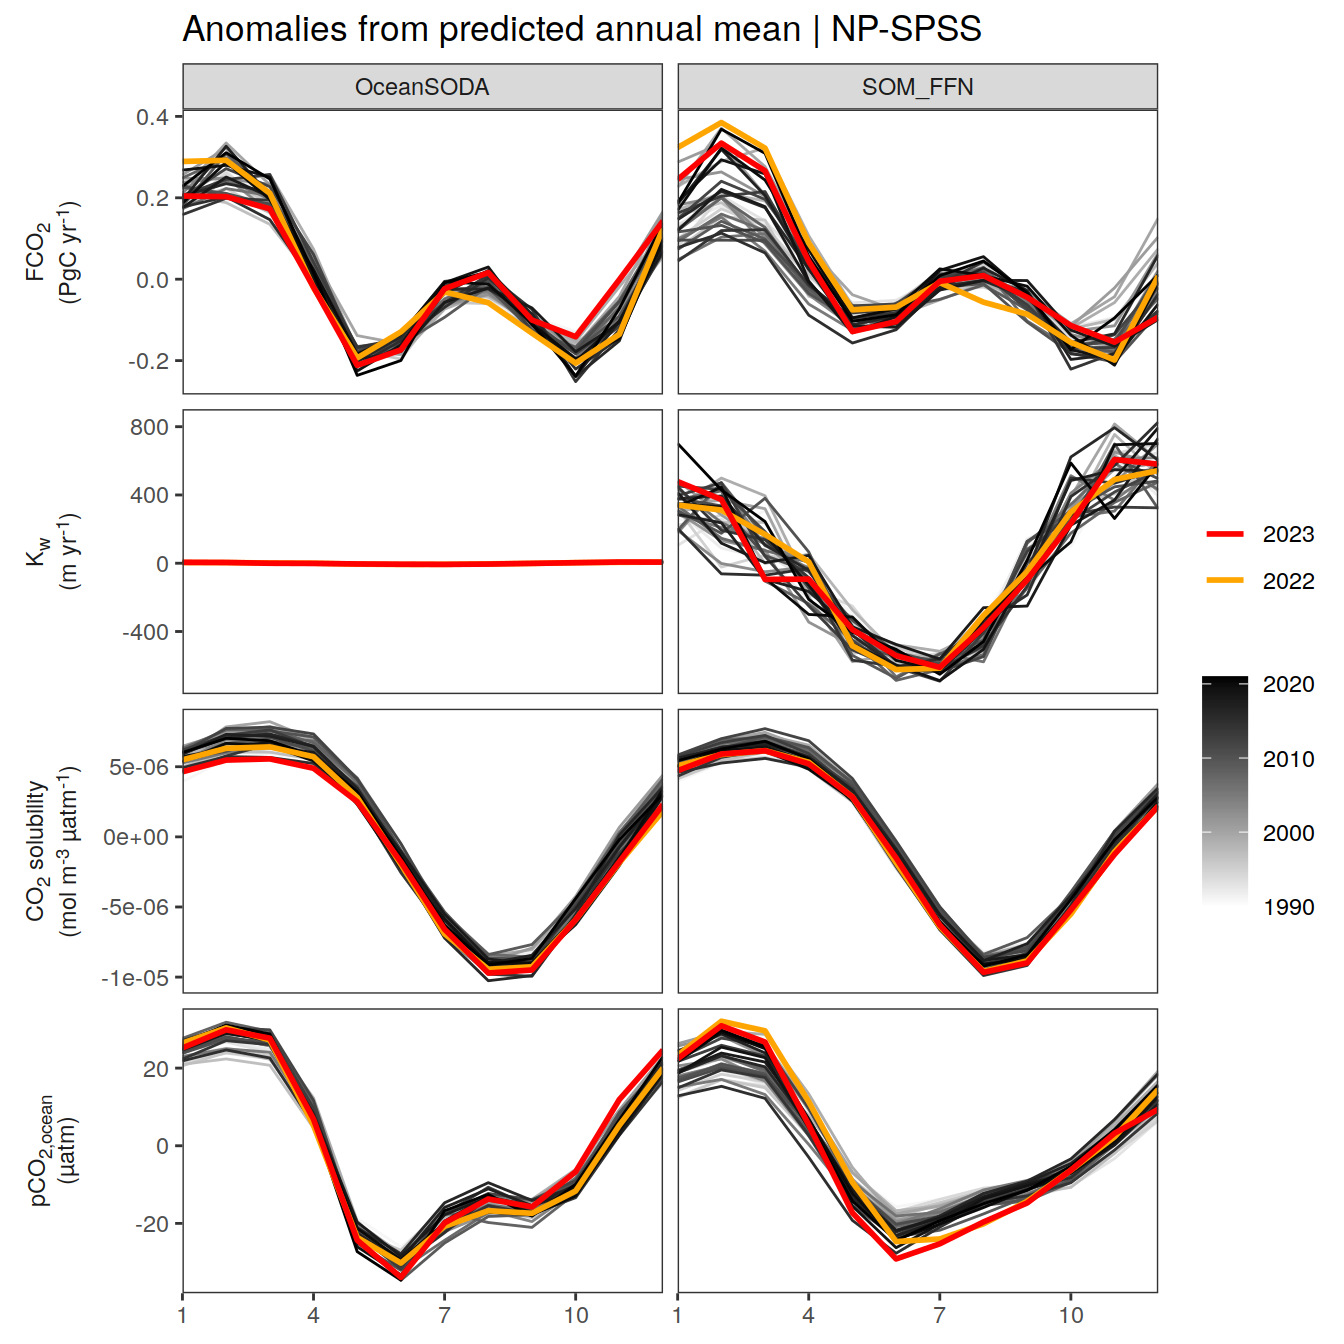 Anomalies from predicted annual mean | NP-SPSS
OceanSODA
SOM_FFN
FCO₂
(PgC yr⁻¹)
0.4
0.2
0.0
-0.2
K_w
(m yr⁻¹)
800
400
0
-400
CO₂ solubility
(mol m⁻³ µatm⁻¹)
5e-06
0e+00
-5e-06
-1e-05
pCO₂,ocean
(µatm)
20
0
-20
1 4 7 10
1 4 7 10
2023
2022
2020
2010
2000
1990